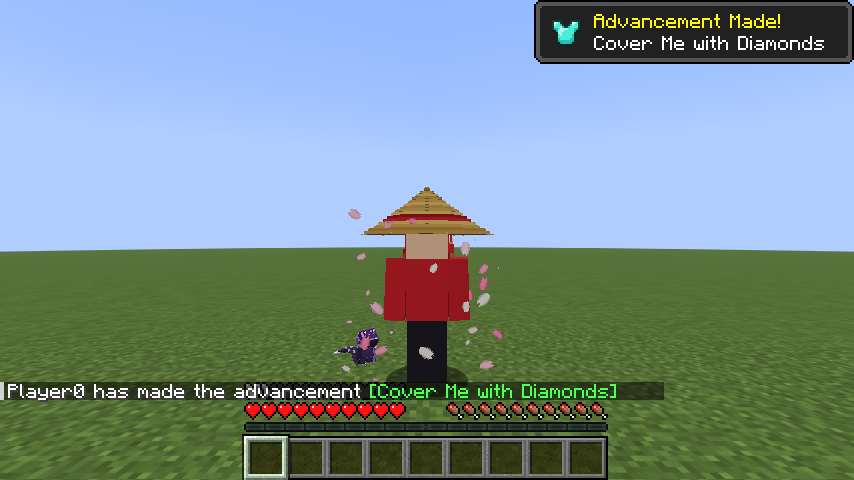 Advancement Made!
Cover Me with Diamonds
Player0 has made the advancement [Cover Me with Diamonds]